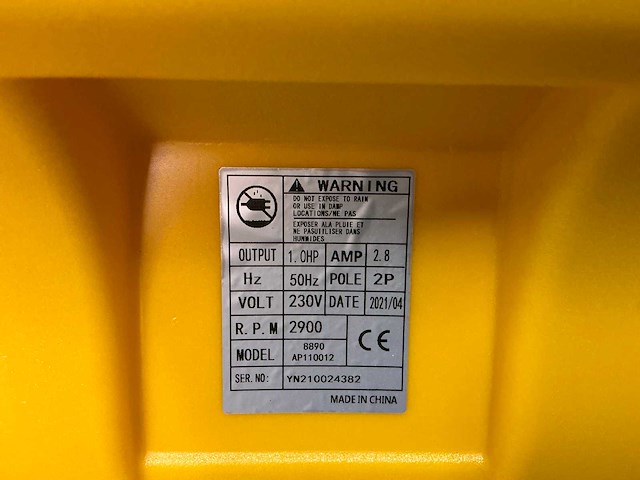 WARNING
DO NOT EXPOSE TO RAIN
OR USE IN DAMP
LOCATIONS/NE PAS
EXPOSER ALA PLUIE ET
NE PASUITILISER DANS
HUMMIDES
OUTPUT 1.0HP AMP 2.8
Hz 50Hz POLE 2P
VOLT 230V DATE 2021/04
R.P.M 2900
CE
MODEL 8890
AP110012
SER.NO: YN210024382
MADE IN CHINA